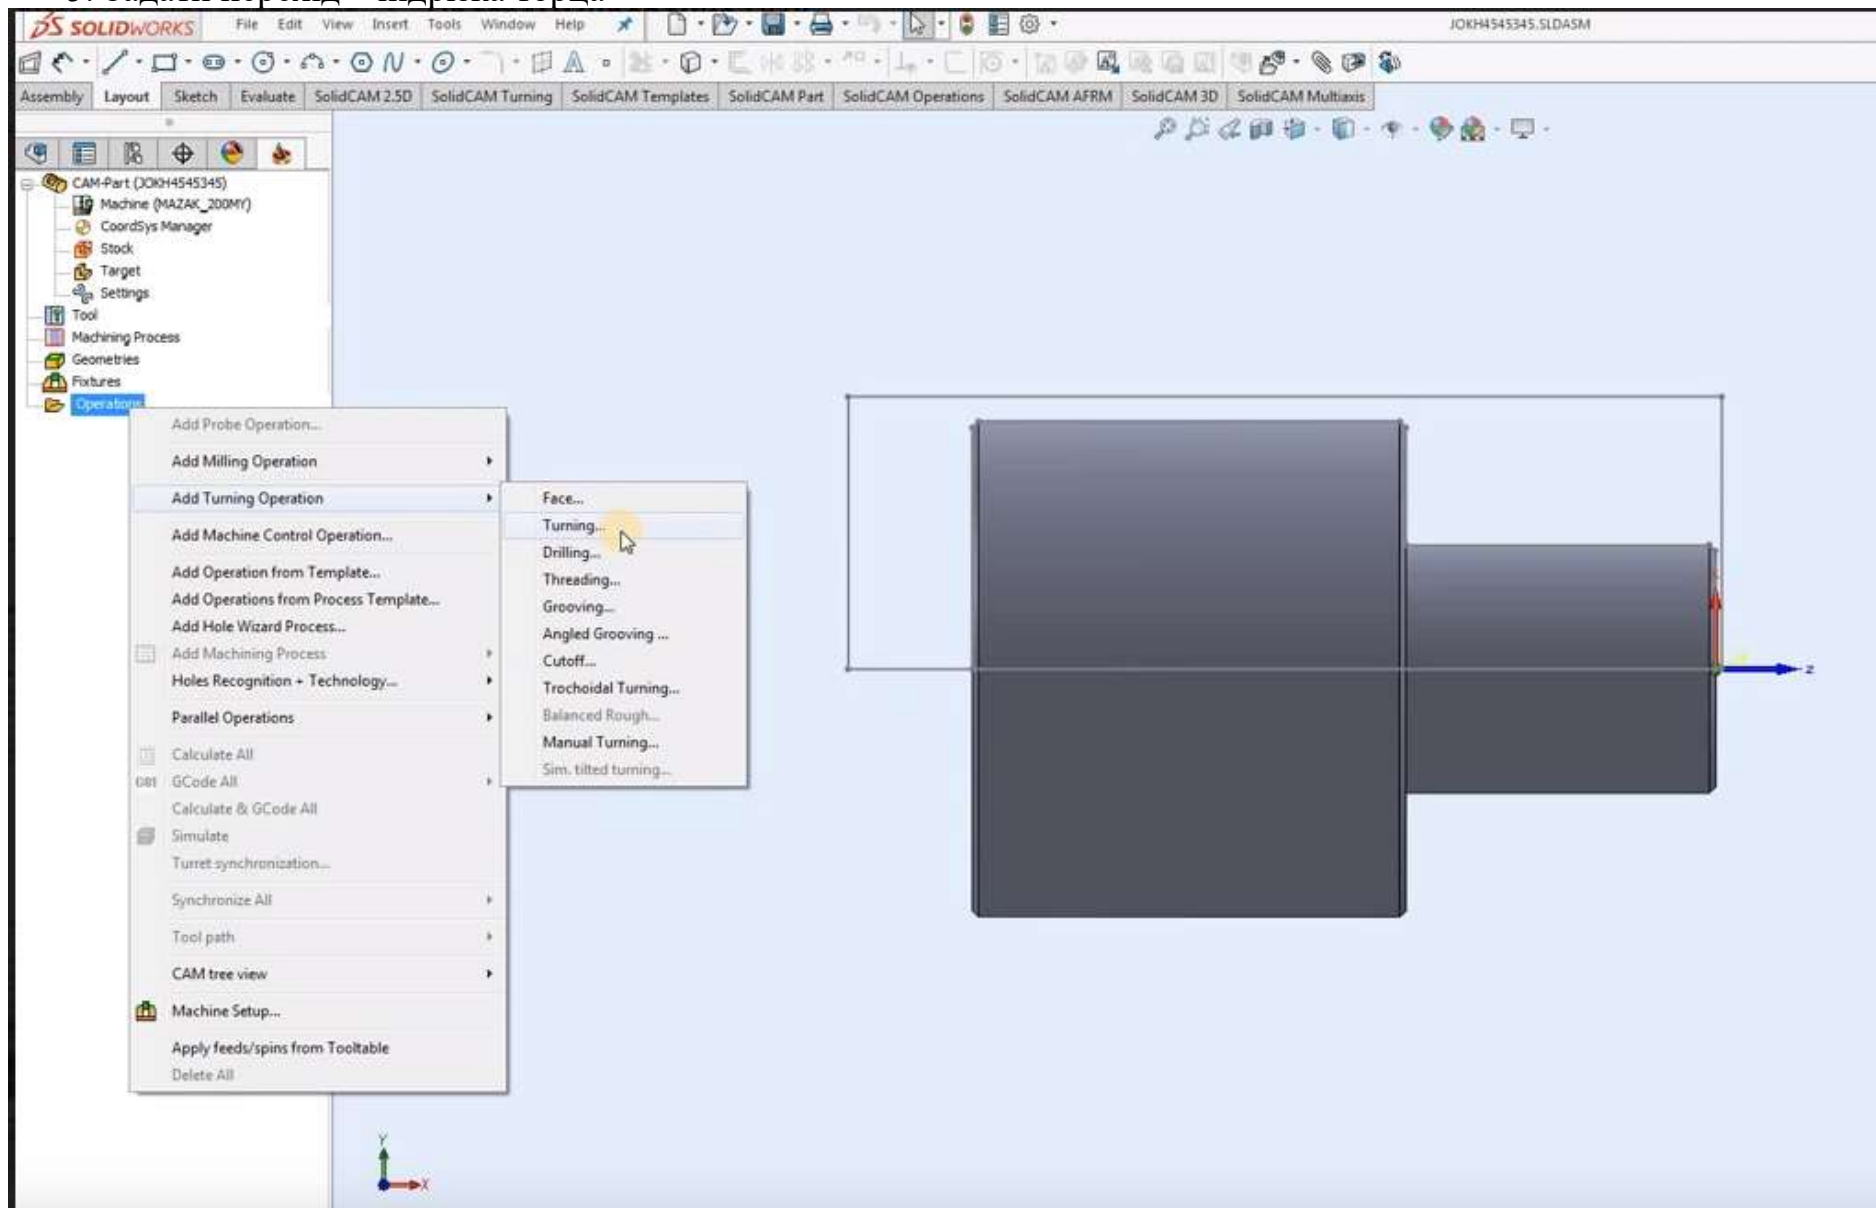 SOLIDWORKS File Edit View Insert Tools Window Help JOKH4545345.SLDASM
Assembly Layout Sketch Evaluate SolidCAM 2.5D SolidCAM Turning SolidCAM Templates SolidCAM Part SolidCAM Operations SolidCAM AFRM SolidCAM 3D SolidCAM Multiaxis
CAM-Part (JOKH4545345)
Machine (MAZAK_200MY)
CoordSys Manager
Stock
Target
Settings
Tool
Machining Process
Geometries
Fixtures
Operations
Add Probe Operation...
Add Milling Operation
Add Turning Operation
Add Machine Control Operation...
Add Operation from Template...
Add Operations from Process Template...
Add Hole Wizard Process...
Add Machining Process
Holes Recognition + Technology...
Parallel Operations
Calculate All
GCode All
Calculate & GCode All
Simulate
Turret synchronization...
Synchronize All
Tool path
CAM tree view
Machine Setup...
Apply feeds/spins from Tooltable
Delete All
Face...
Turning...
Drilling...
Threading...
Grooving...
Angled Grooving ...
Cutoff...
Trochoidal Turning...
Balanced Rough...
Manual Turning...
Sim. tilted turning...
Z
Y
X